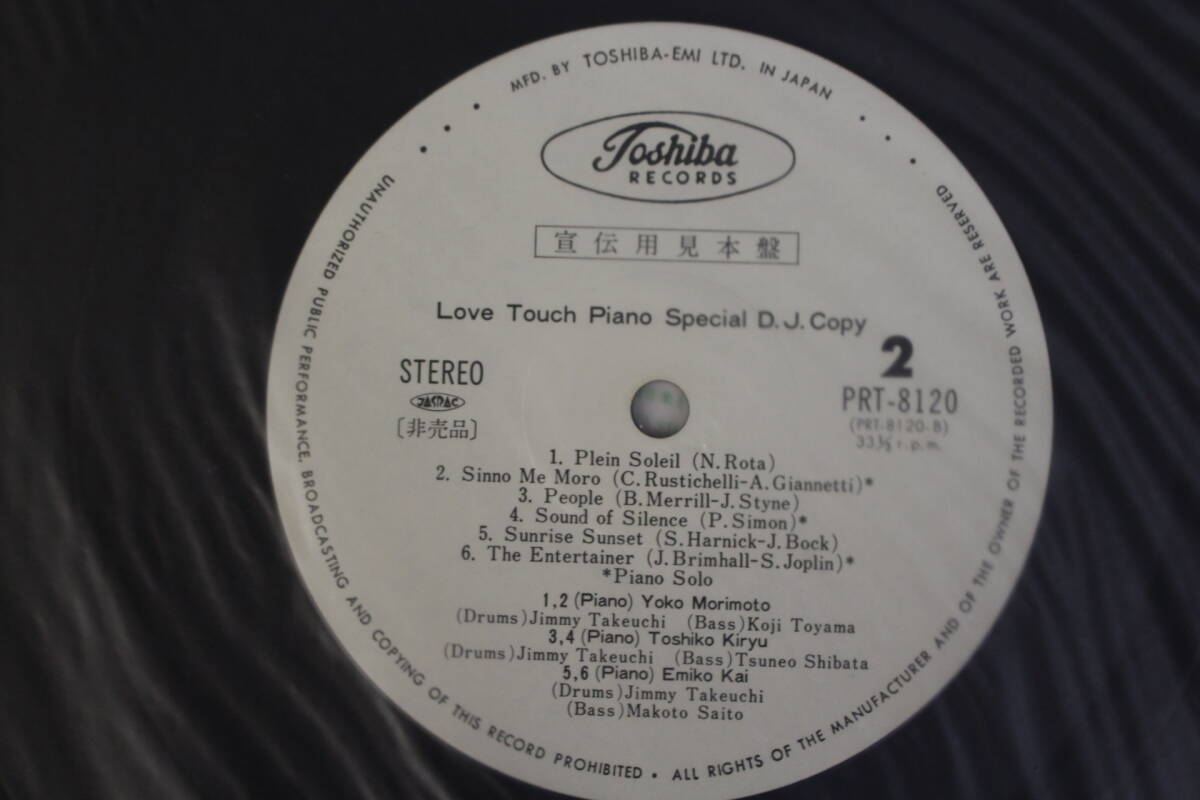 MFD. BY TOSHIBA-EMI LTD. IN JAPAN
Toshiba
RECORDS
宣伝用見本盤
Love Touch Piano Special D.J.Copy
2
STEREO
JASRAC
〔非売品〕
PRT-8120
(PRT-8120-B)
33⅓ r.p.m.
1. Plein Soleil (N.Rota)
2. Sinno Me Moro (C.Rustichelli-A.Giannetti)*
3. People (B.Merrill-J.Styne)
4. Sound of Silence (P.Simon)*
5. Sunrise Sunset (S.Harnick-J.Bock)
6. The Entertainer (J.Brimhall-S.Joplin)*
*Piano Solo
1,2 (Piano) Yoko Morimoto
(Drums)Jimmy Takeuchi (Bass)Koji Toyama
3,4 (Piano) Toshiko Kiryu
(Drums)Jimmy Takeuchi (Bass)Tsuneo Shibata
5,6 (Piano) Emiko Kai
(Drums)Jimmy Takeuchi
(Bass)Makoto Saito
UNAUTHORIZED PUBLIC PERFORMANCE. BROADCASTING AND COPYING OF THIS RECORD PROHIBITED • ALL RIGHTS OF THE MANUFACTURER AND OF THE OWNER OF THE RECORDED WORK ARE RESERVED